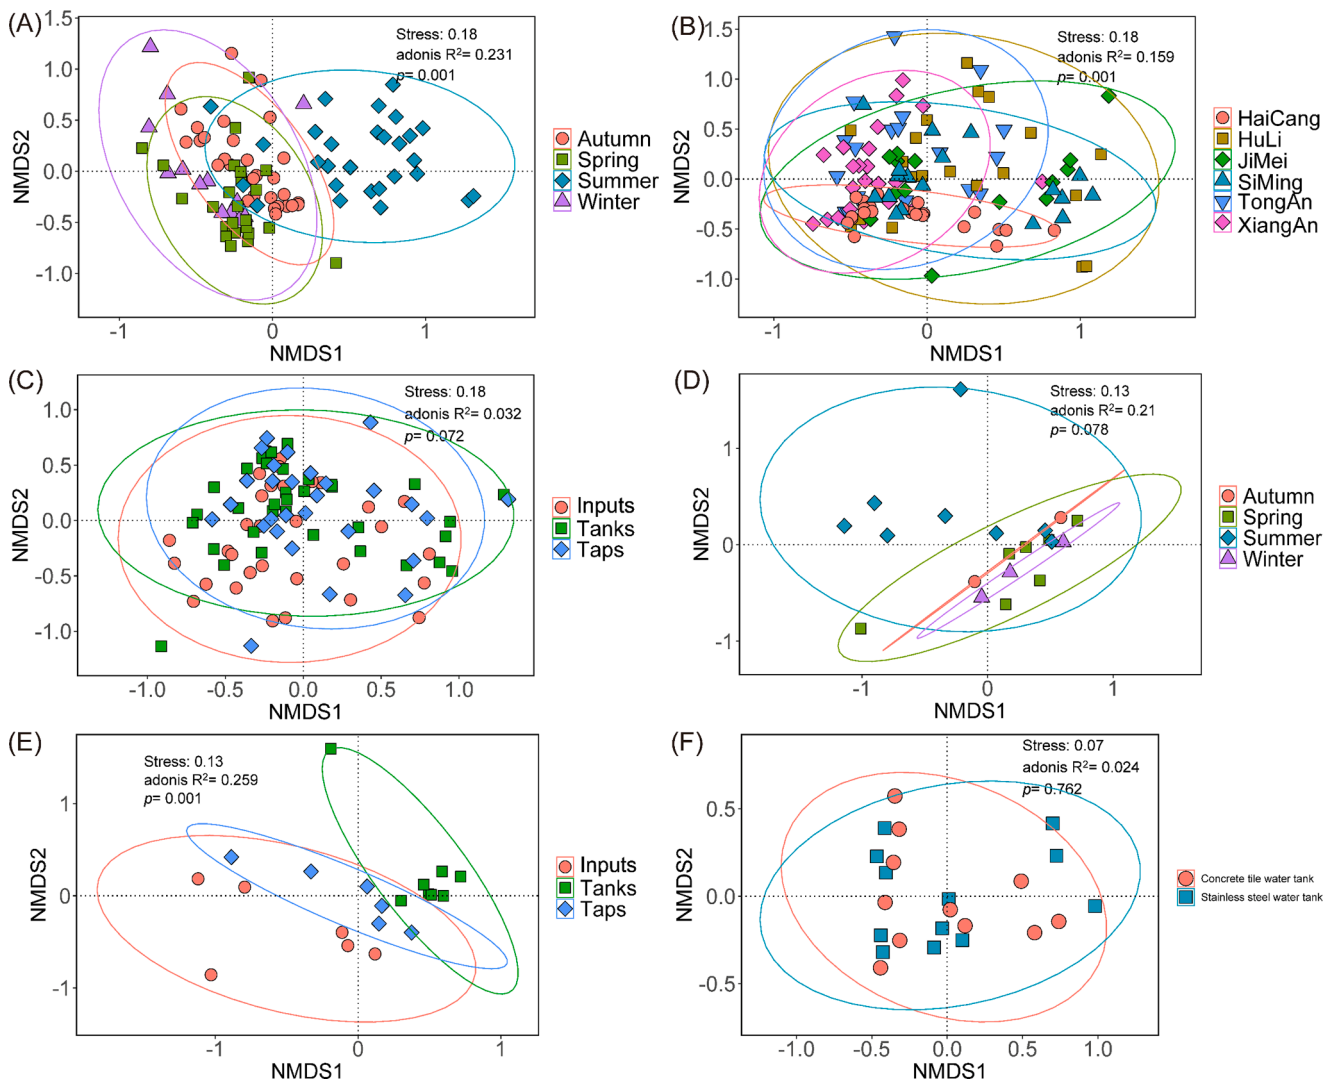 (A)
1.5
1.0
0.5
0.0
-0.5
-1.0
-1
0
1
NMDS1
NMDS2
Stress: 0.18
adonis R²= 0.231
p= 0.001
Autumn
Spring
Summer
Winter
(B)
1.5
1.0
0.5
0.0
-0.5
-1.0
-1
0
1
NMDS1
NMDS2
Stress: 0.18
adonis R²= 0.159
p= 0.001
HaiCang
HuLi
JiMei
SiMing
TongAn
XiangAn
(C)
1.0
0.5
0.0
-0.5
-1.0
-1.0
-0.5
0.0
0.5
1.0
NMDS1
NMDS2
Stress: 0.18
adonis R²= 0.032
p= 0.072
Inputs
Tanks
Taps
(D)
1
0
-1
-1
0
1
NMDS1
NMDS2
Stress: 0.13
adonis R²= 0.21
p= 0.078
Autumn
Spring
Summer
Winter
(E)
1
0
-1
-1
0
1
NMDS1
NMDS2
Stress: 0.13
adonis R²= 0.259
p= 0.001
Inputs
Tanks
Taps
(F)
0.5
0.0
-0.5
-1.0
-0.5
0.0
0.5
1.0
NMDS1
NMDS2
Stress: 0.07
adonis R²= 0.024
p= 0.762
Concrete tile water tank
Stainless steel water tank